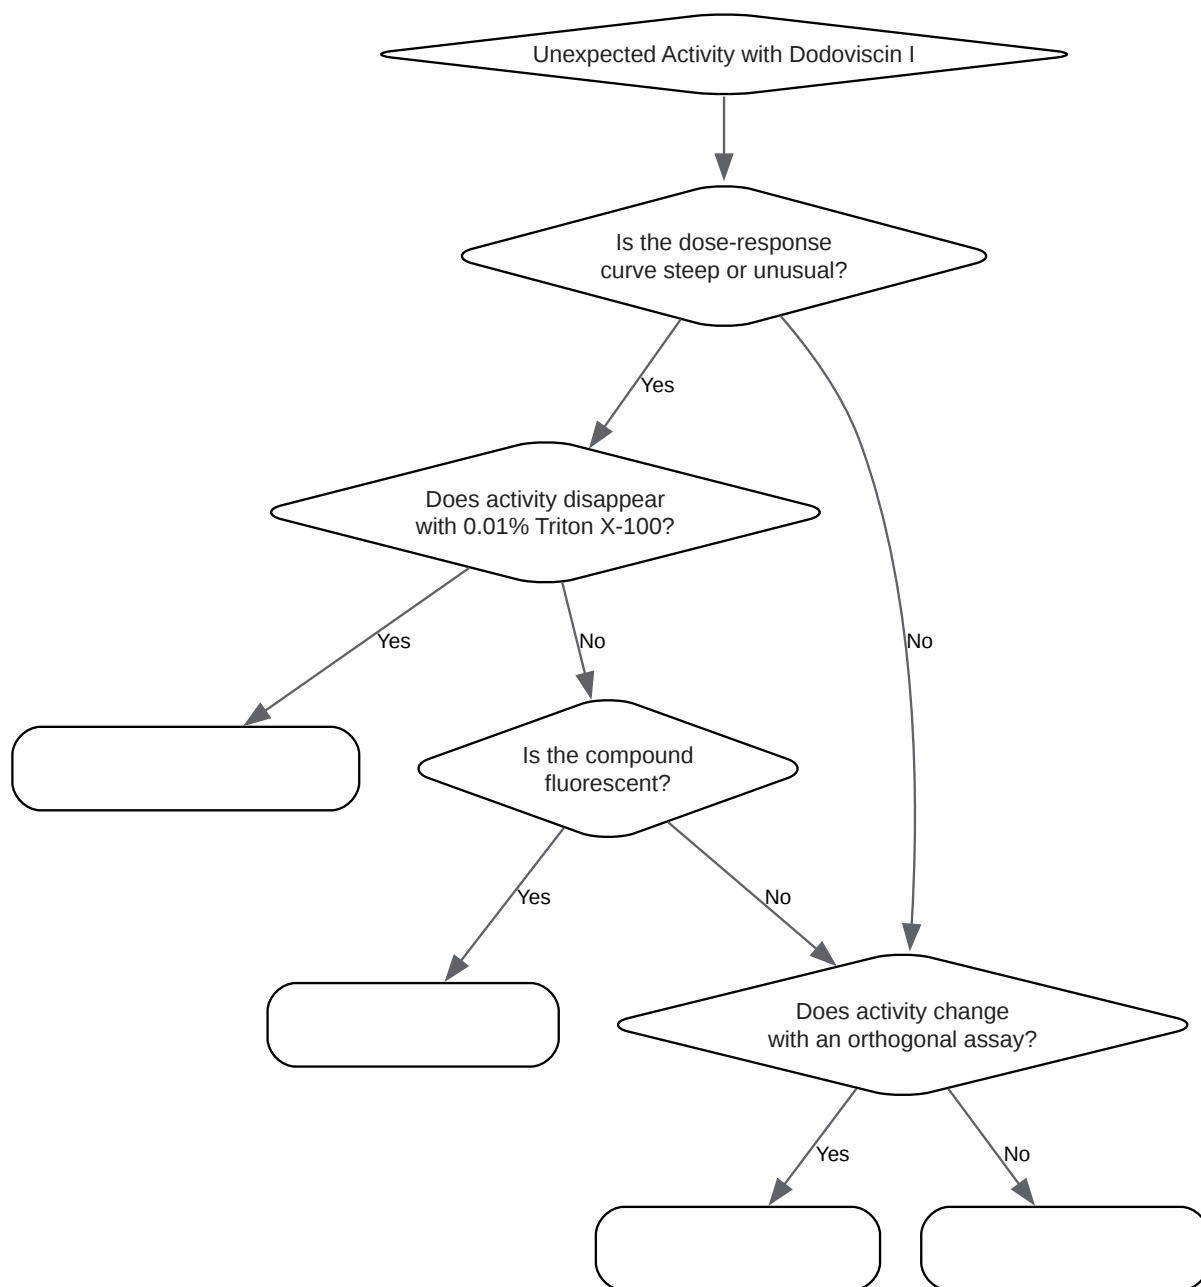 Unexpected Activity with Dodoviscin I
Is the dose-response
curve steep or unusual?
Yes
No
Does activity disappear
with 0.01% Triton X-100?
Yes
No
Is the compound
fluorescent?
Yes
No
Does activity change
with an orthogonal assay?
Yes
No